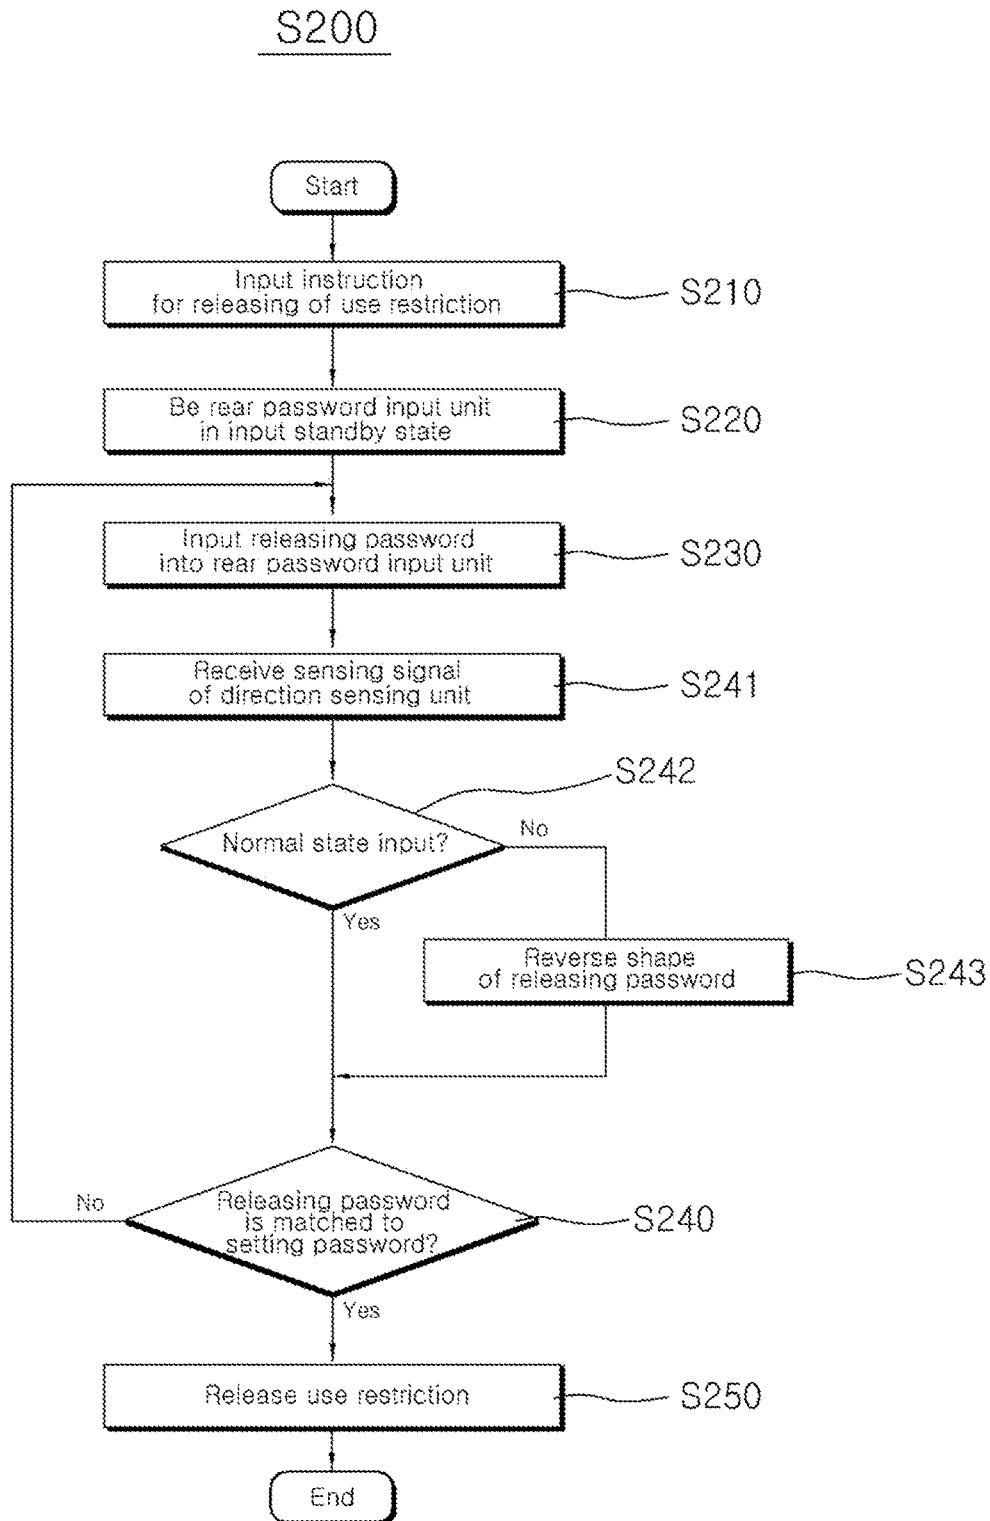 S200
Start
Input instruction
for releasing of use restriction
S210
Be rear password input unit
in input standby state
S220
Input releasing password
into rear password input unit
S230
Receive sensing signal
of direction sensing unit
S241
S242
Normal state input?
No
Yes
Reverse shape
of releasing password
S243
No
Releasing password
is matched to
setting password?
S240
Yes
Release use restriction
S250
End